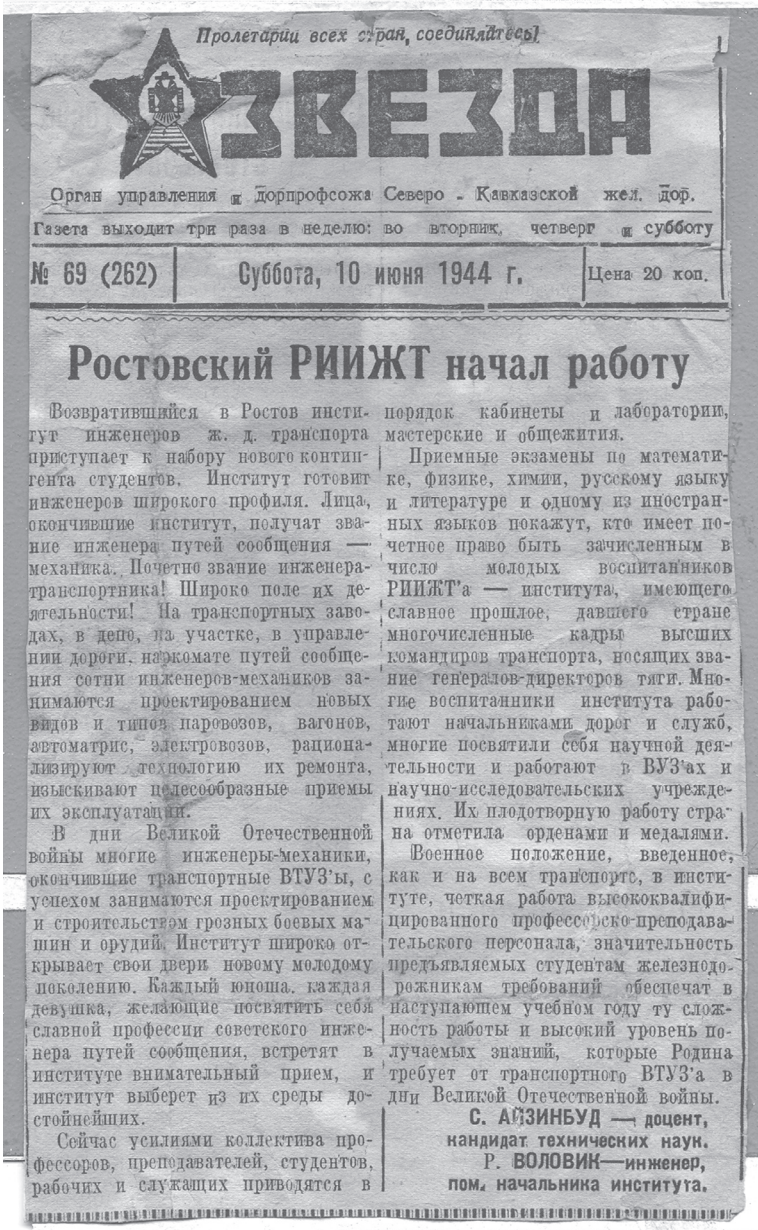 Пролетарии всех стран, соединяйтесь!
ЗВЕЗДА
Орган управления и дорпрофсожа Северо - Кавказской жел. дор.
Газета выходит три раза в неделю: во вторник, четверг и субботу
№ 69 (262)
Суббота, 10 июня 1944 г.
Цена 20 коп.
Ростовский РИИЖТ начал работу
Возвратившийся в Ростов инсти-
тут инженеров ж. д. транспорта
приступает к набору нового контин-
гента студентов. Институт готовит
инженеров широкого профиля. Лица,
окончившие институт, получат зва-
ние инженера путей сообщения —
механика. Почетно звание инженера-
транспортника! Широко поле их де-
ятельности! На транспортных заво-
дах, в депо, на участке, в управле-
нии дороги. наркомате путей сообще-
ния сотни инженеров-механиков за-
нимаются проектированием новых
видов и типов паровозов, вагонов,
автоматрис, электровозов, рациона-
лизируют технологию их ремонта,
изыскивают целесообразные приемы
их эксплуатации.
В дни Великой Отечественной
войны многие инженеры-механики,
окончившие транспортные ВТУЗ'ы, с
успехом занимаются проектированием
и строительством грозных боевых ма-
шин и орудий. Институт широко от-
крывает свои двери новому молодому
поколению. Каждый юноша. каждая
девушка, желающие посвятить себя
славной профессии советского инже-
нера путей сообщения, встретят в
институте внимательный прием, и
институт выберет из их среды до-
стойнейших.
Сейчас усилиями коллектива про-
фессоров, преподавателей, студентов,
рабочих и служащих приводятся в
порядок кабинеты и лаборатории,
мастерские и общежития.
Приемные экзамены по математи-
ке, физике, химии, русскому языку
и литературе и одному из иностран-
ных языков покажут, кто имеет по-
четное право быть зачисленным в
число молодых воспитанников
РИИЖТ'а — института, имеющего
славное прошлое, давшего стране
многочисленные кадры высших
командиров транспорта, носящих зва-
ние генералов-директоров тяги. Мно-
гие воспитанники института рабо-
тают начальниками дорог и служб,
многие посвятили себя научной дея-
тельности и работают в ВУЗ'ах и
научно-исследовательских учрежде-
ниях. Их плодотворную работу стра-
на отметила орденами и медалями.
Военное положение, введенное,
как и на всем транспорте, в инсти-
туте, четкая работа высококвалифи-
цированного профессорско-преподава-
тельского персонала, значительность
предъявляемых студентам железнодо-
рожникам требований обеспечат в
наступающем учебном году ту слож-
ность работы и высокий уровень по-
лучаемых знаний, которые Родина
требует от транспортного ВТУЗ'а в
дни Великой Отечественной войны.
С. АЙЗИНБУД — доцент,
кандидат технических наук.
Р. ВОЛОВИК—инженер,
пом. начальника института.